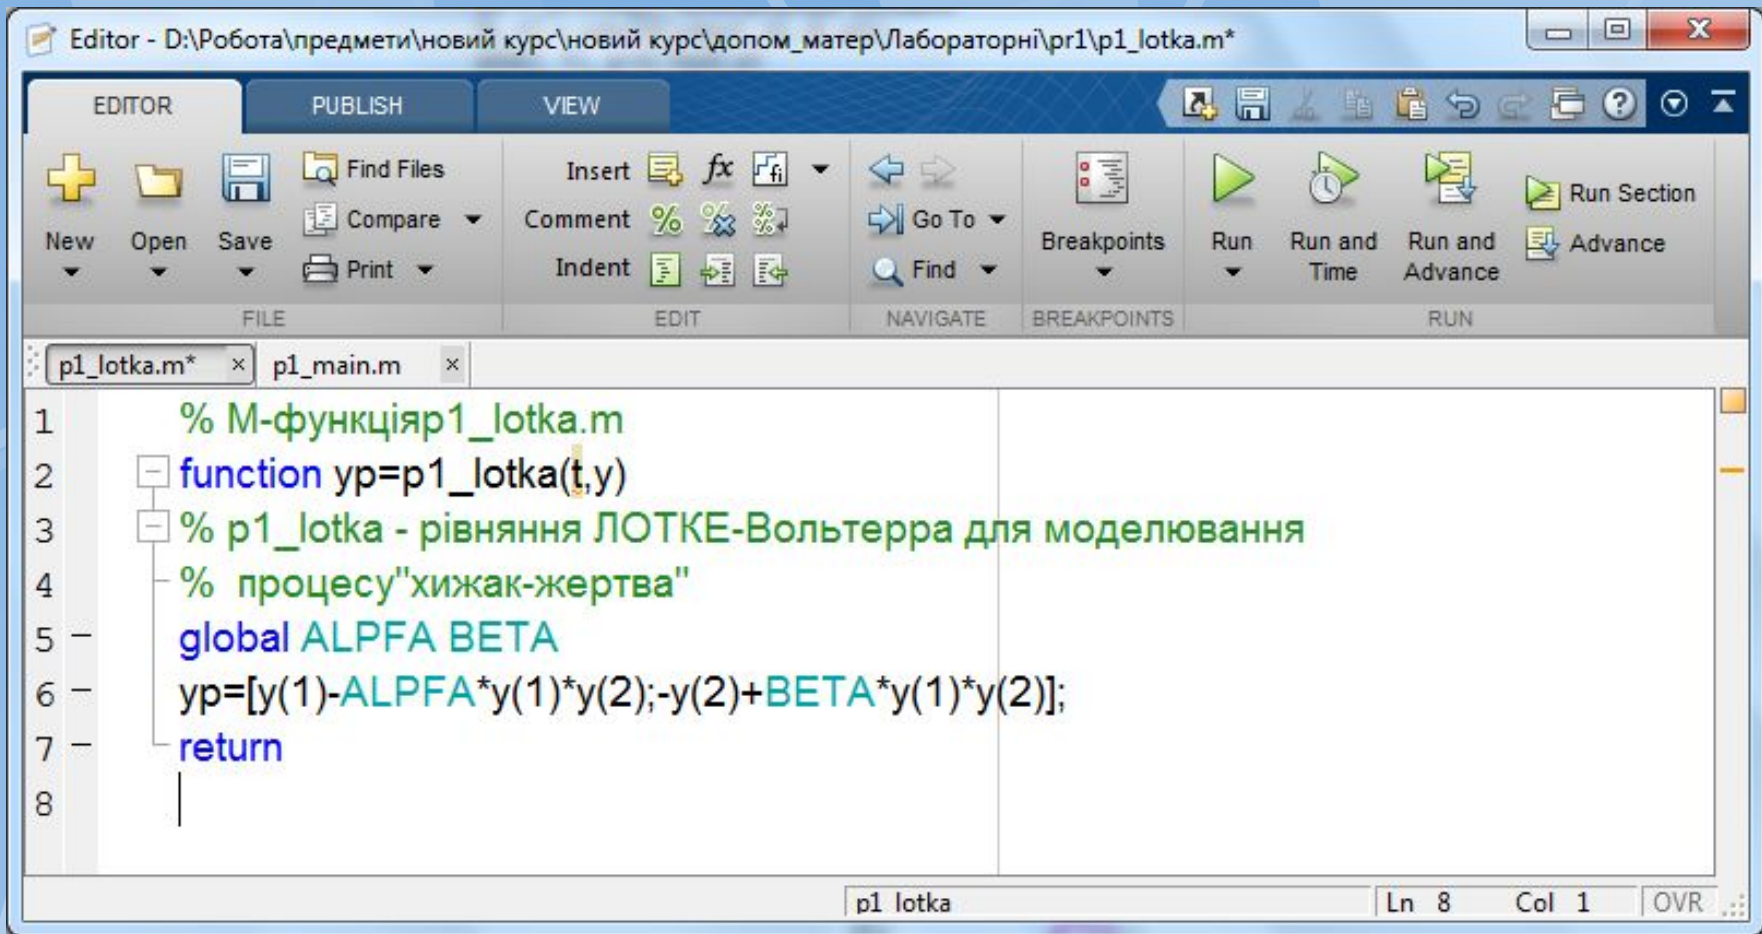 Editor - D:\Робота\предмети\новий курс\новий курс\допом_матер\Лабораторні\pr1\p1_lotka.m*
EDITOR PUBLISH VIEW
Find Files
Compare
Print
New Open Save
FILE
Insert fx fi
Comment
Indent
EDIT
Go To
Find
NAVIGATE
Breakpoints
BREAKPOINTS
Run
Run and Time
Run and Advance
Run Section
Advance
RUN
p1_lotka.m* × p1_main.m ×
1 % М-функціяp1_lotka.m
2 function yp=p1_lotka(t,y)
3 % p1_lotka - рівняння ЛОТКЕ-Вольтерра для моделювання
4 % процесу"хижак-жертва"
5 – global ALPFA BETA
6 – yp=[y(1)-ALPFA*y(1)*y(2);-y(2)+BETA*y(1)*y(2)];
7 – return
8
p1_lotka Ln 8 Col 1 OVR